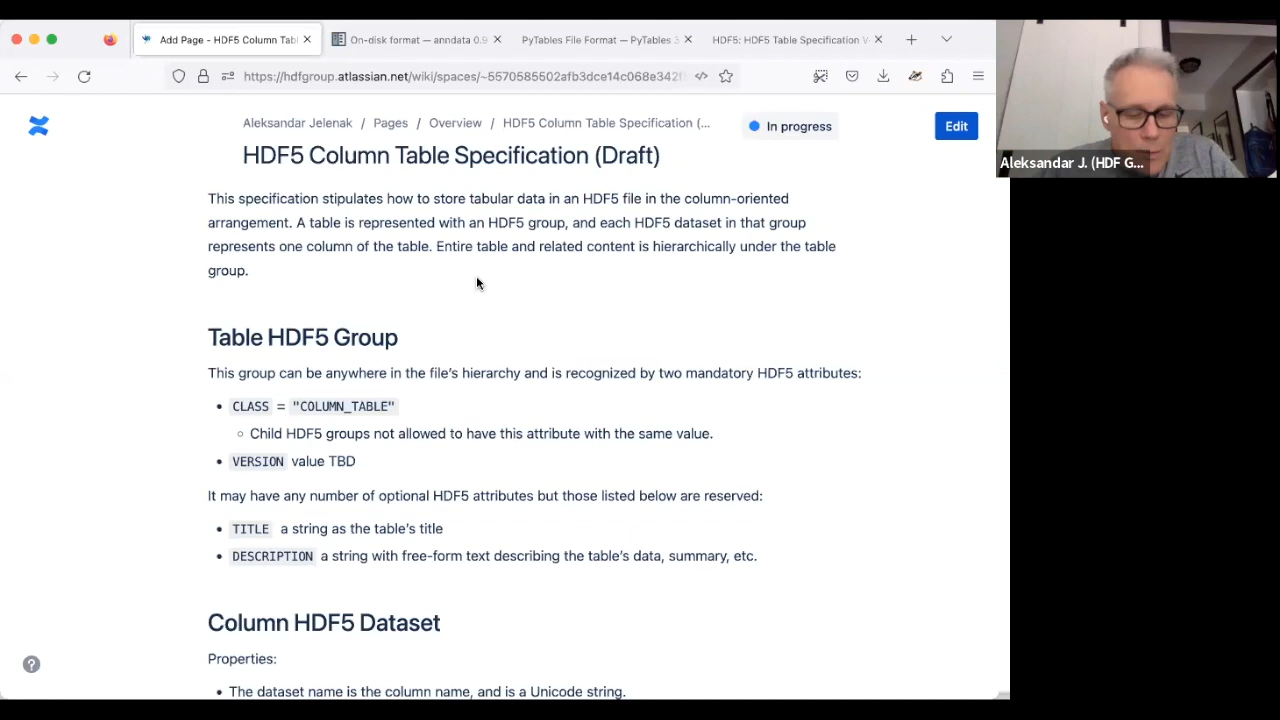 Add Page - HDF5 Column Tabl
On-disk format — anndata 0.9
PyTables File Format — PyTables 3
HDF5: HDF5 Table Specification V
https://hdfgroup.atlassian.net/wiki/spaces/~5570585502afb3dce14c068e342f
Aleksandar Jelenak / Pages / Overview / HDF5 Column Table Specification (...
In progress
Edit
Aleksandar J. (HDF G...
HDF5 Column Table Specification (Draft)
This specification stipulates how to store tabular data in an HDF5 file in the column-oriented
arrangement. A table is represented with an HDF5 group, and each HDF5 dataset in that group
represents one column of the table. Entire table and related content is hierarchically under the table
group.
Table HDF5 Group
This group can be anywhere in the file's hierarchy and is recognized by two mandatory HDF5 attributes:
• CLASS = "COLUMN_TABLE"
◦ Child HDF5 groups not allowed to have this attribute with the same value.
• VERSION value TBD
It may have any number of optional HDF5 attributes but those listed below are reserved:
• TITLE a string as the table's title
• DESCRIPTION a string with free-form text describing the table's data, summary, etc.
Column HDF5 Dataset
Properties:
• The dataset name is the column name, and is a Unicode string.